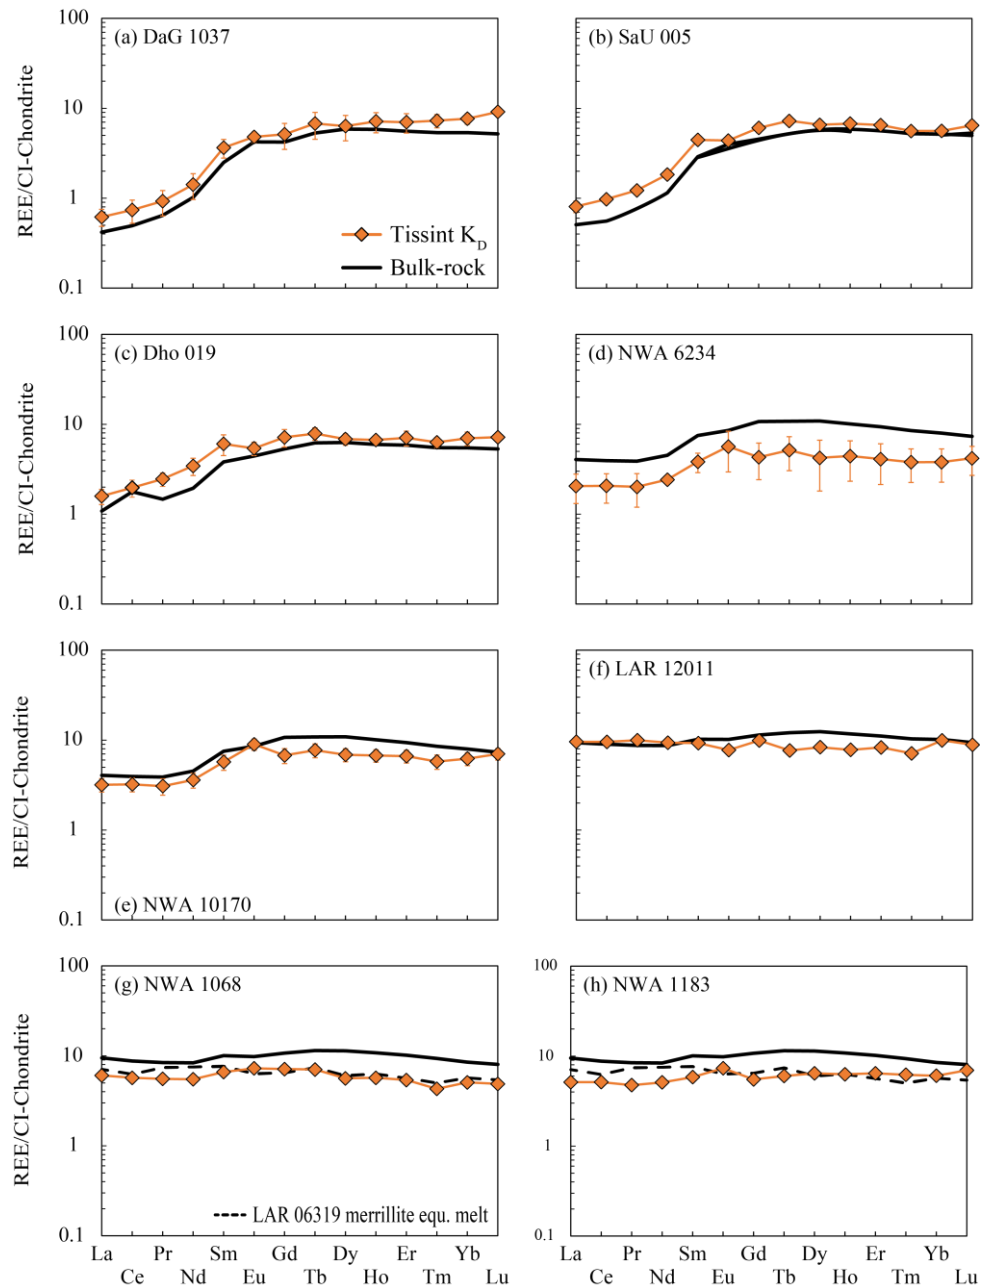 100
10
1
0.1
REE/CI-Chondrite
(a) DaG 1037
Tissint K_D
Bulk-rock
(b) SaU 005
100
10
1
0.1
REE/CI-Chondrite
(c) Dho 019
(d) NWA 6234
100
10
1
0.1
REE/CI-Chondrite
(e) NWA 10170
(f) LAR 12011
100
10
1
0.1
REE/CI-Chondrite
(g) NWA 1068
LAR 06319 merrillite equ. melt
100
10
1
0.1
(h) NWA 1183
La Pr Sm Gd Dy Er Yb
Ce Nd Eu Tb Ho Tm Lu
La Pr Sm Gd Dy Er Yb
Ce Nd Eu Tb Ho Tm Lu